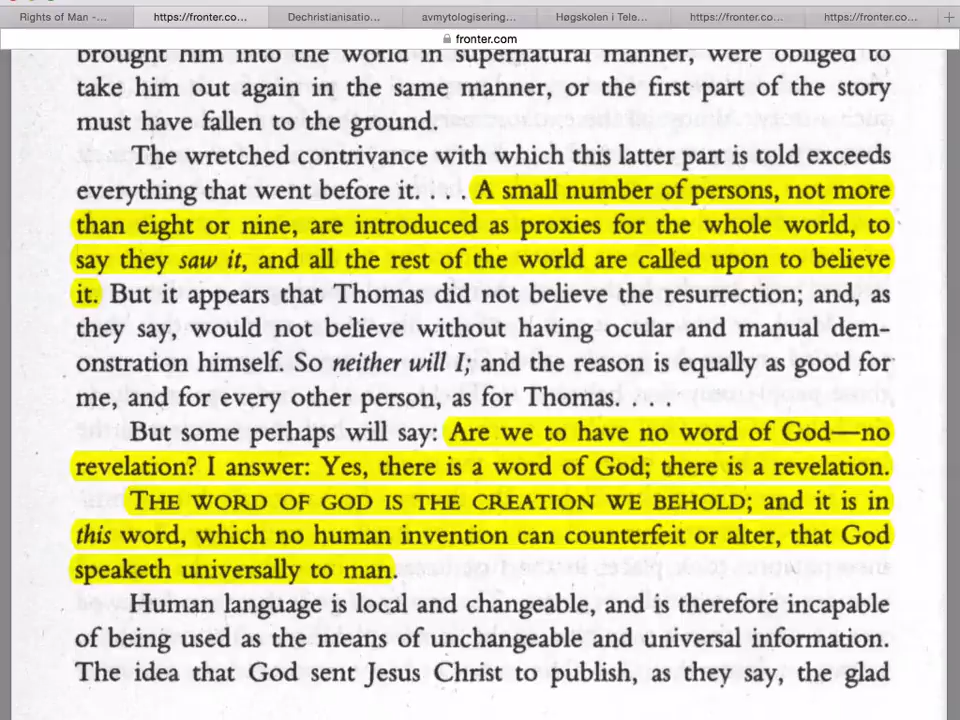 Rights of Man -... https://fronter.co... Dechristianisatio... avmytologisering... Høgskolen i Tele... https://fronter.co... https://fronter.co...
fronter.com
brought him into the world in supernatural manner, were obliged to
take him out again in the same manner, or the first part of the story
must have fallen to the ground.
The wretched contrivance with which this latter part is told exceeds
everything that went before it. . . . A small number of persons, not more
than eight or nine, are introduced as proxies for the whole world, to
say they saw it, and all the rest of the world are called upon to believe
it. But it appears that Thomas did not believe the resurrection; and, as
they say, would not believe without having ocular and manual dem-
onstration himself. So neither will I; and the reason is equally as good for
me, and for every other person, as for Thomas. . . .
But some perhaps will say: Are we to have no word of God—no
revelation? I answer: Yes, there is a word of God; there is a revelation.
THE WORD OF GOD IS THE CREATION WE BEHOLD; and it is in
this word, which no human invention can counterfeit or alter, that God
speaketh universally to man.
Human language is local and changeable, and is therefore incapable
of being used as the means of unchangeable and universal information.
The idea that God sent Jesus Christ to publish, as they say, the glad